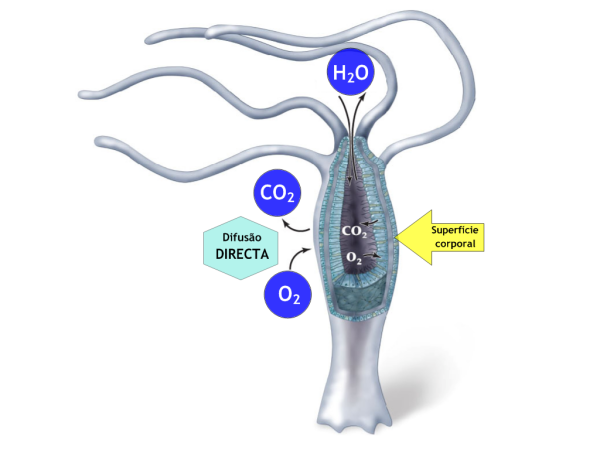 H₂O
CO₂
Difusão
DIRECTA
O₂
CO₂
O₂
Superfície
corporal